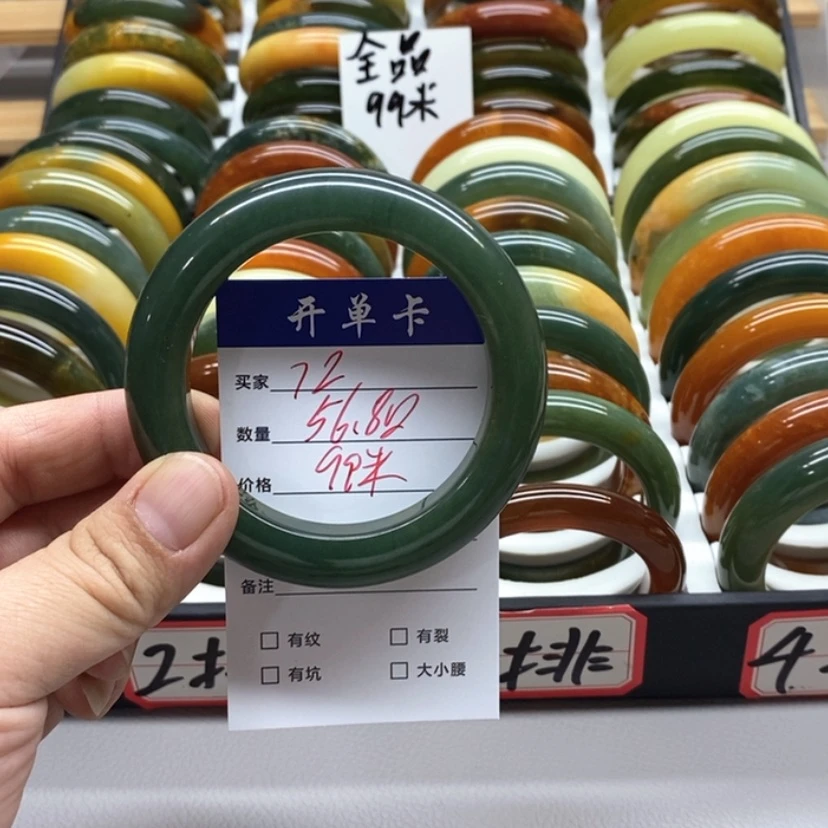 全品
99米
开单卡
买家 72
数量 56.8
价格 99米
备注
□ 有纹 □ 有裂
□ 有坑 □ 大小腰
2排
排
4